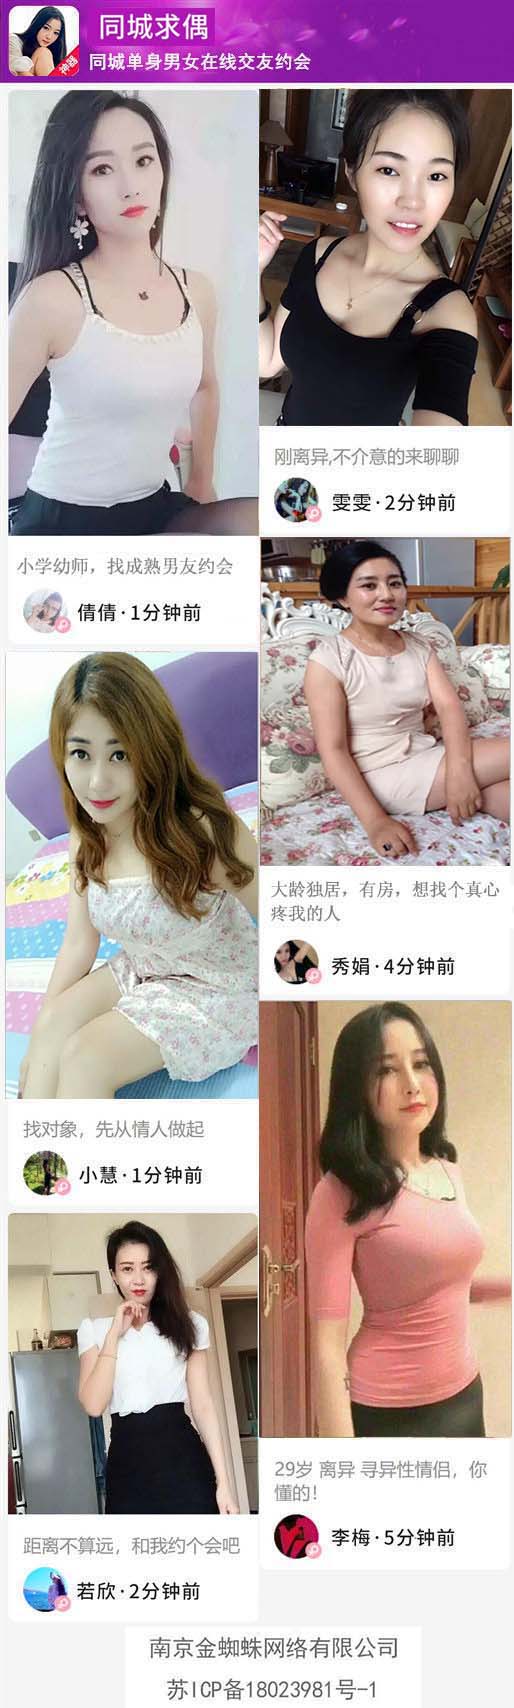 同城求偶
同城单身男女在线交友约会
神器
小学幼师，找成熟男友约会
倩倩·1分钟前
刚离异,不介意的来聊聊
雯雯·2分钟前
大龄独居，有房，想找个真心
疼我的人
秀娟·4分钟前
找对象，先从情人做起
小慧·1分钟前
29岁 离异 寻异性情侣，你
懂的！
李梅·5分钟前
距离不算远，和我约个会吧
若欣·2分钟前
南京金蜘蛛网络有限公司
苏ICP备18023981号-1